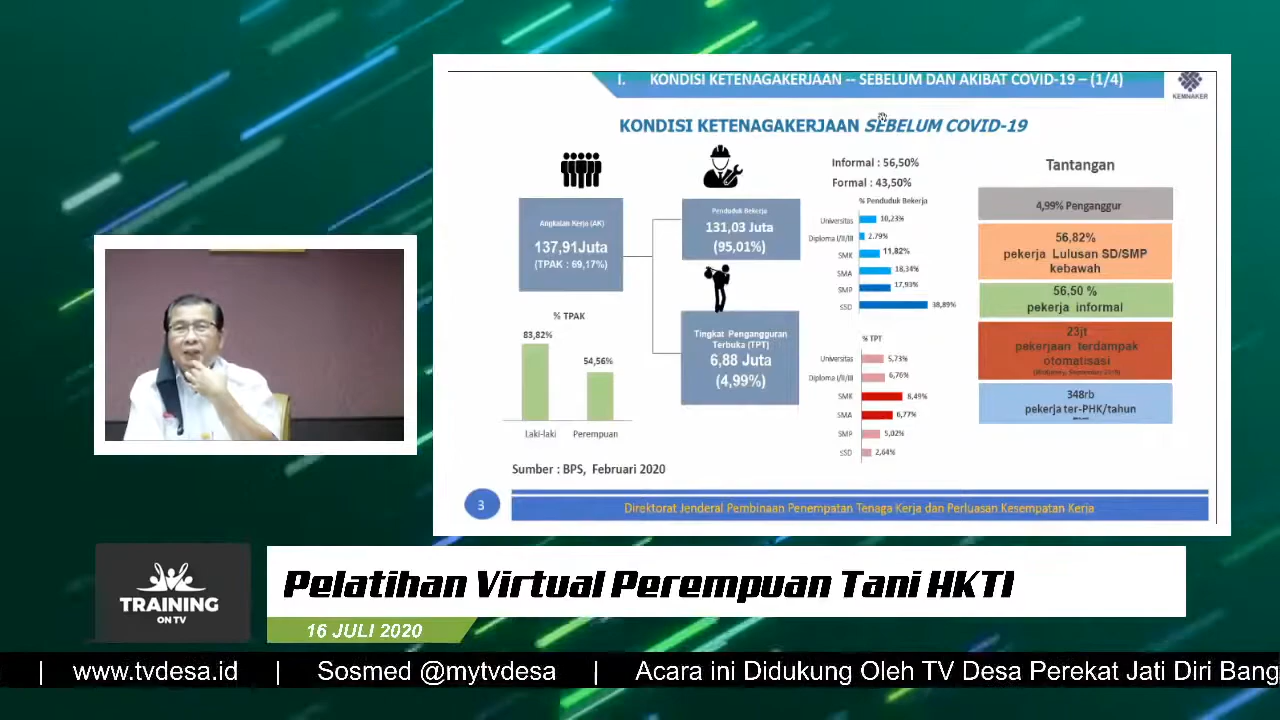 I. KONDISI KETENAGAKERJAAN -- SEBELUM DAN AKIBAT COVID-19 – (1/4)
KEMNAKER
KONDISI KETENAGAKERJAAN SEBELUM COVID-19
Angkatan Kerja (AK)
137,91Juta
(TPAK : 69,17%)
Penduduk Bekerja
131,03 Juta
(95,01%)
Tingkat Pengangguran
Terbuka (TPT)
6,88 Juta
(4,99%)
% TPAK
83,82%
54,56%
Laki-laki
Perempuan
Informal : 56,50%
Formal : 43,50%
% Penduduk Bekerja
Universitas 10,23%
Diploma I/II/III 2.79%
SMK 11,82%
SMA 18,34%
SMP 17,93%
≤SD 38,89%
% TPT
Universitas 5,73%
Diploma I/II/III 6,76%
SMK 8,49%
SMA 6,77%
SMP 5,02%
≤SD 2,64%
Tantangan
4,99% Penganggur
56,82%
pekerja Lulusan SD/SMP
kebawah
56.50 %
pekerja informal
23jt
pekerjaan terdampak
otomatisasi
348rb
pekerja ter-PHK/tahun
Sumber : BPS, Februari 2020
3
Direktorat Jenderal Pembinaan Penempatan Tenaga Kerja dan Perluasan Kesempatan Kerja
TRAINING
ON TV
Pelatihan Virtual Perempuan Tani HKTI
16 JULI 2020
| www.tvdesa.id | Sosmed @mytvdesa | Acara ini Didukung Oleh TV Desa Perekat Jati Diri Bang